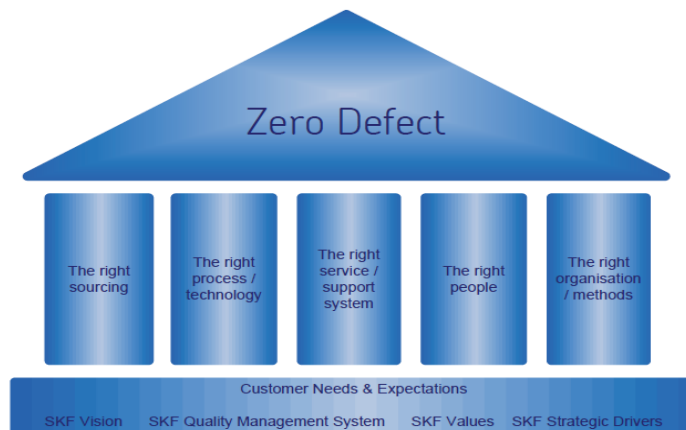 Zero Defect
The right
sourcing
The right
process /
technology
The right
service /
support
system
The right
people
The right
organisation
/ methods
Customer Needs & Expectations
SKF Vision SKF Quality Management System SKF Values SKF Strategic Drivers